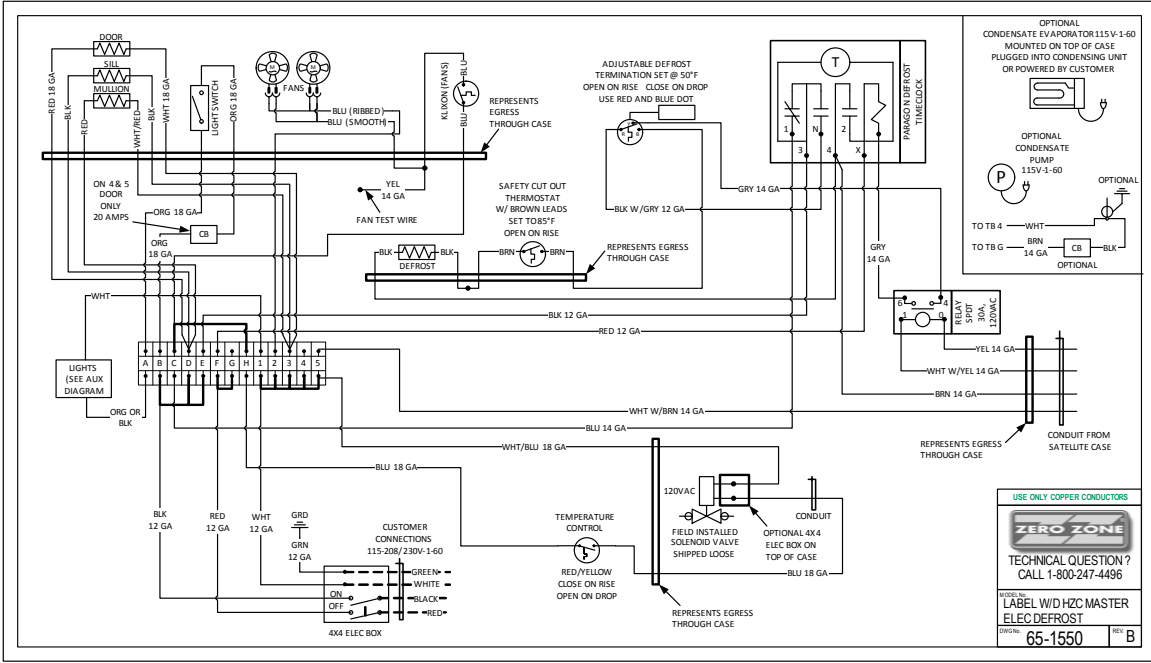 DOOR
SILL
MULLION
RED 18 GA
BLK
RED
WHT/RED
BLK
WHT 18 GA
LIGHT SWITCH
ORG 18 GA
M
M
FANS
BLU (RIBBED)
BLU (SMOOTH)
KLIXON (FANS)
BLU
BLU
REPRESENTS
EGRESS
THROUGH CASE
YEL
14 GA
FAN TEST WIRE
ON 4 & 5
DOOR
ONLY
20 AMPS
ORG 18 GA
CB
ORG
18 GA
SAFETY CUT OUT
THERMOSTAT
W/ BROWN LEADS
SET TO 85°F
OPEN ON RISE
BLK
BLK
DEFROST
BRN
BRN
REPRESENTS EGRESS
THROUGH CASE
ADJUSTABLE DEFROST
TERMINATION SET @ 50°F
OPEN ON RISE CLOSE ON DROP
USE RED AND BLUE DOT
Y
R
B
T
1
N
2
3
4
X
PARAGON DEFROST
TIMECLOCK
GRY 14 GA
BLK W/GRY 12 GA
GRY
14 GA
OPTIONAL
CONDENSATE EVAPORATOR 115V-1-60
MOUNTED ON TOP OF CASE
PLUGGED INTO CONDENSING UNIT
OR POWERED BY CUSTOMER
OPTIONAL
CONDENSATE
PUMP
115V-1-60
P
OPTIONAL
TO TB 4
WHT
TO TB G
BRN
14 GA
CB
BLK
OPTIONAL
6
4
1
0
RELAY
SPDT
30A,
120VAC
WHT
BLK 12 GA
RED 12 GA
A B C D E F G H 1 2 3 4 5
LIGHTS
(SEE AUX
DIAGRAM
ORG OR
BLK
YEL 14 GA
WHT W/YEL 14 GA
BRN 14 GA
WHT W/BRN 14 GA
BLU 14 GA
REPRESENTS EGRESS
THROUGH CASE
CONDUIT FROM
SATELLITE CASE
WHT/BLU 18 GA
BLU 18 GA
120VAC
CONDUIT
FIELD INSTALLED
SOLENOID VALVE
SHIPPED LOOSE
OPTIONAL 4X4
ELEC BOX ON
TOP OF CASE
BLK
12 GA
RED
12 GA
WHT
12 GA
GRD
GRN
12 GA
CUSTOMER
CONNECTIONS
115-208/230V-1-60
GREEN
WHITE
BLACK
RED
ON
OFF
4X4 ELEC BOX
TEMPERATURE
CONTROL
RED/YELLOW
CLOSE ON RISE
OPEN ON DROP
BLU 18 GA
REPRESENTS EGRESS
THROUGH CASE
USE ONLY COPPER CONDUCTORS
ZERO ZONE
TECHNICAL QUESTION?
CALL 1-800-247-4496
MODEL No.
LABEL W/D HZC MASTER
ELEC DEFROST
DWG No.
65-1550
REV.
B